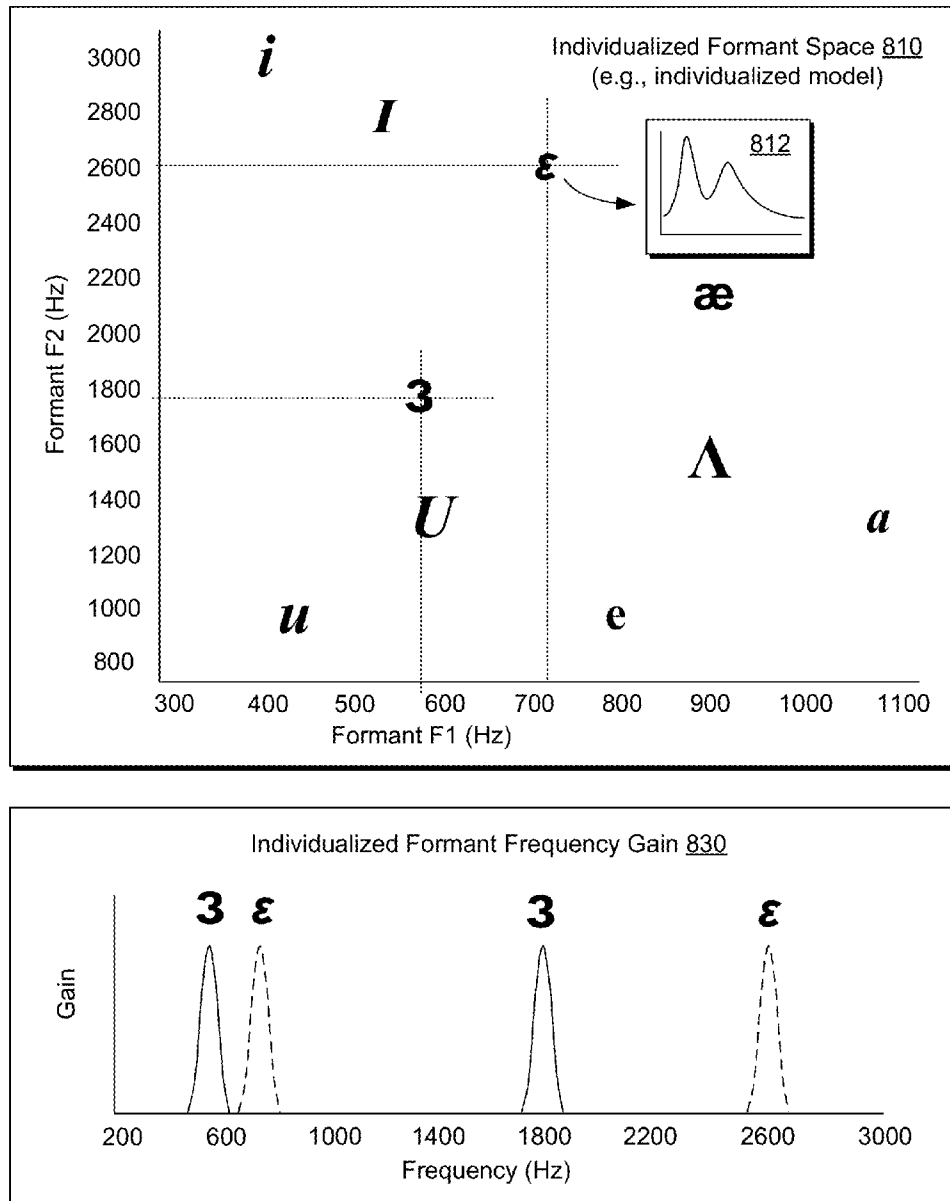 Individualized Formant Space 810
(e.g., individualized model)
3000
2800
2600
2400
2200
2000
1800
1600
1400
1200
1000
800
Formant F2 (Hz)
i
I
ε
812
æ
3
Λ
U
a
u
e
300 400 500 600 700 800 900 1000 1100
Formant F1 (Hz)
Individualized Formant Frequency Gain 830
3 ε 3 ε
Gain
200 600 1000 1400 1800 2200 2600 3000
Frequency (Hz)